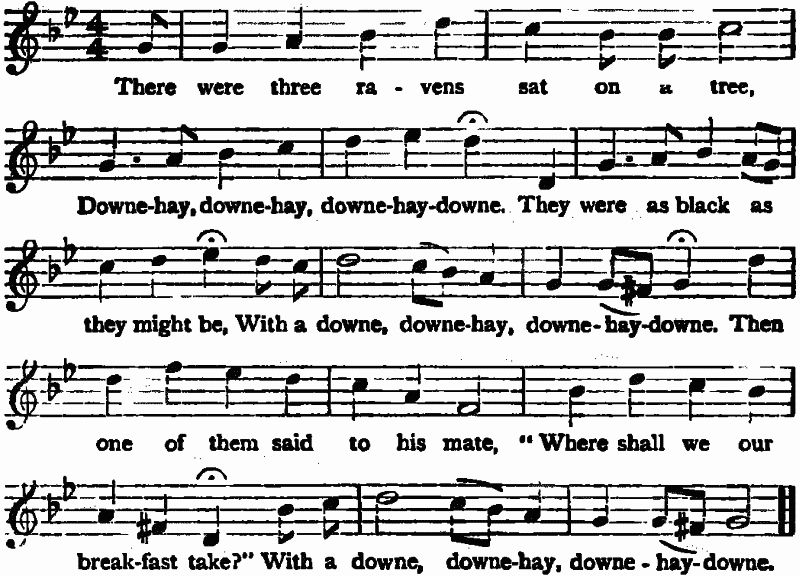 4
4
There were three ra - vens sat on a tree,
Downe-hay, downe-hay, downe-hay-downe. They were as black as
they might be, With a downe, downe-hay, downe-hay-downe. Then
one of them said to his mate, "Where shall we our
break-fast take?" With a downe, downe-hay, downe - hay-downe.